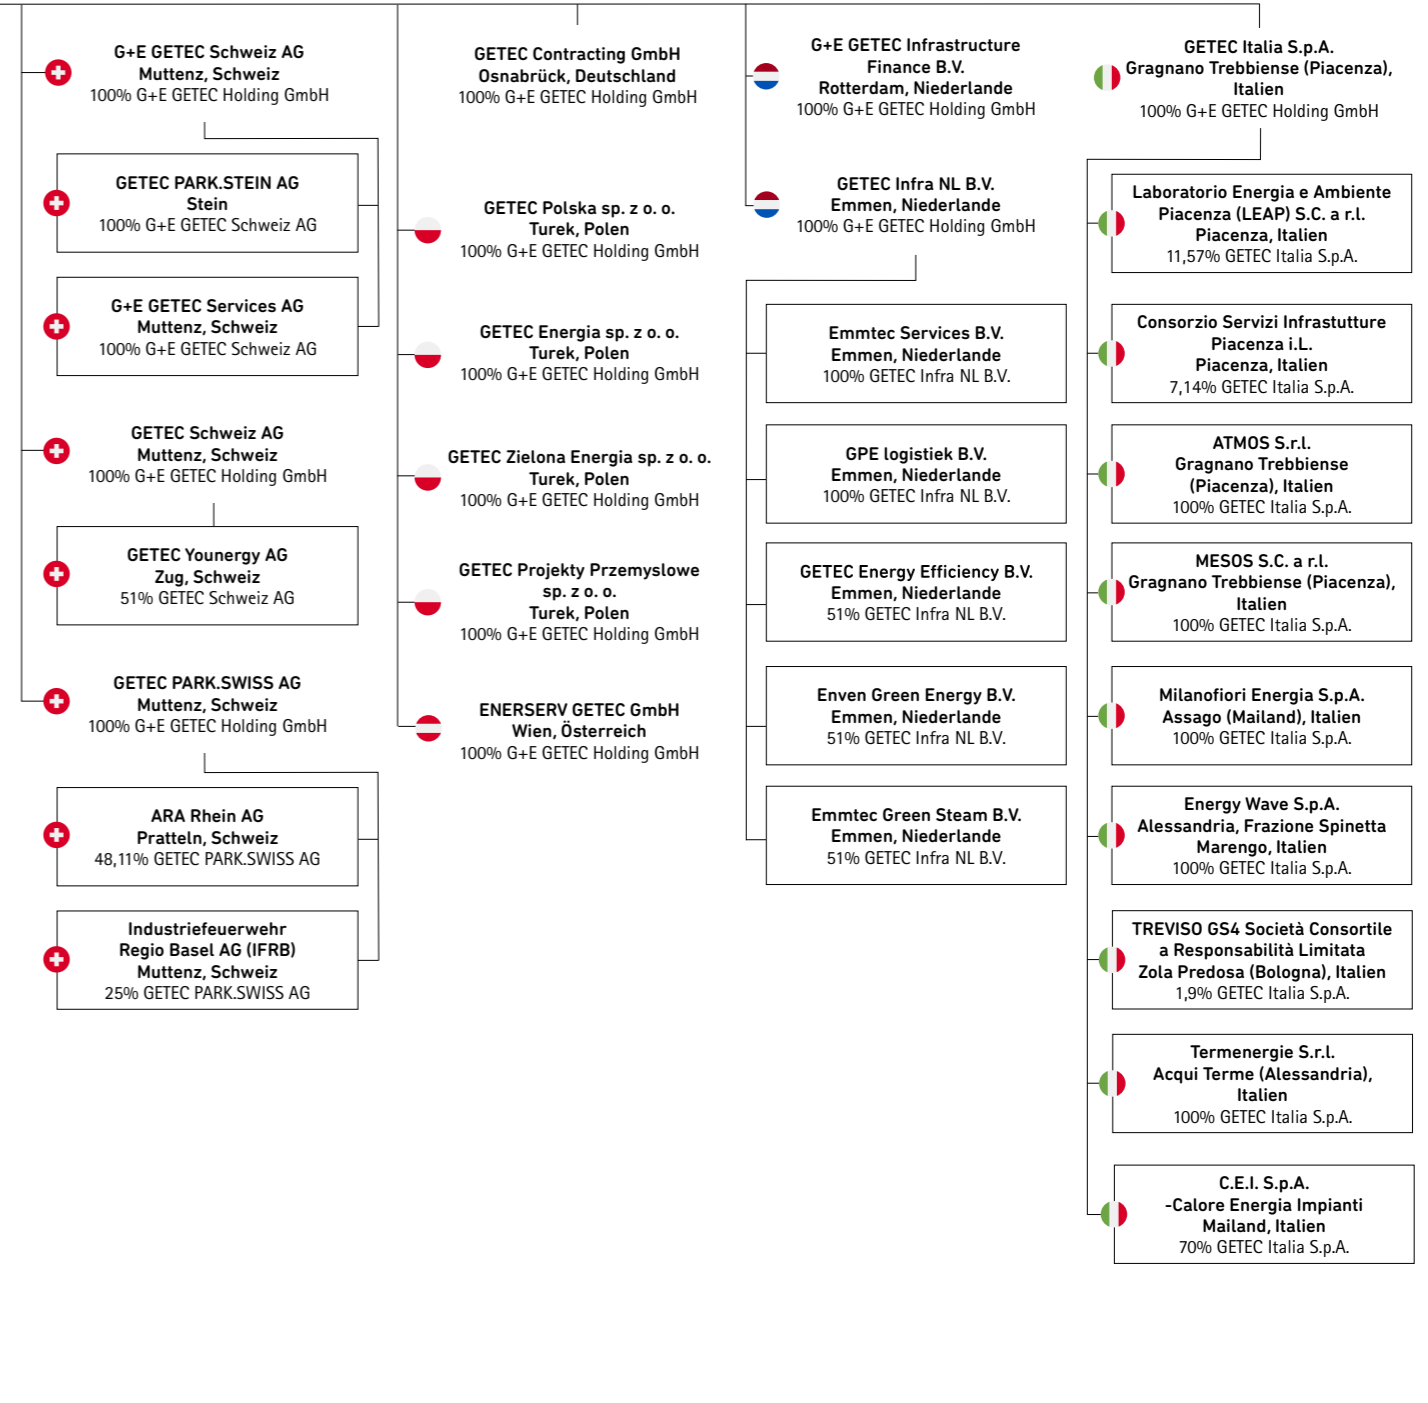 G+E GETEC Schweiz AG
Muttenz, Schweiz
100% G+E GETEC Holding GmbH
GETEC PARK.STEIN AG
Stein
100% G+E GETEC Schweiz AG
G+E GETEC Services AG
Muttenz, Schweiz
100% G+E GETEC Schweiz AG
GETEC Schweiz AG
Muttenz, Schweiz
100% G+E GETEC Holding GmbH
GETEC Younergy AG
Zug, Schweiz
51% GETEC Schweiz AG
GETEC PARK.SWISS AG
Muttenz, Schweiz
100% G+E GETEC Holding GmbH
ARA Rhein AG
Pratteln, Schweiz
48,11% GETEC PARK.SWISS AG
Industriefeuerwehr
Regio Basel AG (IFRB)
Muttenz, Schweiz
25% GETEC PARK.SWISS AG
GETEC Contracting GmbH
Osnabrück, Deutschland
100% G+E GETEC Holding GmbH
GETEC Polska sp. z o. o.
Turek, Polen
100% G+E GETEC Holding GmbH
GETEC Energia sp. z o. o.
Turek, Polen
100% G+E GETEC Holding GmbH
GETEC Zielona Energia sp. z o. o.
Turek, Polen
100% G+E GETEC Holding GmbH
GETEC Projekty Przemyslowe
sp. z o. o.
Turek, Polen
100% G+E GETEC Holding GmbH
ENERSERV GETEC GmbH
Wien, Österreich
100% G+E GETEC Holding GmbH
G+E GETEC Infrastructure
Finance B.V.
Rotterdam, Niederlande
100% G+E GETEC Holding GmbH
GETEC Infra NL B.V.
Emmen, Niederlande
100% G+E GETEC Holding GmbH
Emmtec Services B.V.
Emmen, Niederlande
100% GETEC Infra NL B.V.
GPE logistiek B.V.
Emmen, Niederlande
100% GETEC Infra NL B.V.
GETEC Energy Efficiency B.V.
Emmen, Niederlande
51% GETEC Infra NL B.V.
Enven Green Energy B.V.
Emmen, Niederlande
51% GETEC Infra NL B.V.
Emmtec Green Steam B.V.
Emmen, Niederlande
51% GETEC Infra NL B.V.
GETEC Italia S.p.A.
Gragnano Trebbiense (Piacenza),
Italien
100% G+E GETEC Holding GmbH
Laboratorio Energia e Ambiente
Piacenza (LEAP) S.C. a r.l.
Piacenza, Italien
11,57% GETEC Italia S.p.A.
Consorzio Servizi Infrastutture
Piacenza i.L.
Piacenza, Italien
7,14% GETEC Italia S.p.A.
ATMOS S.r.l.
Gragnano Trebbiense
(Piacenza), Italien
100% GETEC Italia S.p.A.
MESOS S.C. a r.l.
Gragnano Trebbiense (Piacenza),
Italien
100% GETEC Italia S.p.A.
Milanofiori Energia S.p.A.
Assago (Mailand), Italien
100% GETEC Italia S.p.A.
Energy Wave S.p.A.
Alessandria, Frazione Spinetta
Marengo, Italien
100% GETEC Italia S.p.A.
TREVISO GS4 Società Consortile
a Responsabilità Limitata
Zola Predosa (Bologna), Italien
1,9% GETEC Italia S.p.A.
Termenergie S.r.l.
Acqui Terme (Alessandria),
Italien
100% GETEC Italia S.p.A.
C.E.I. S.p.A.
-Calore Energia Impianti
Mailand, Italien
70% GETEC Italia S.p.A.